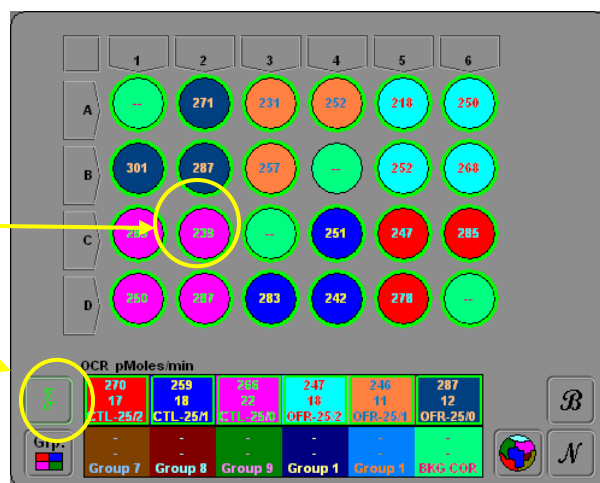 1 2 3 4 5 6
A -- 271 231 252 218 250
B 301 287 257 -- 252 268
C -- 251 247 285
D 250 283 242 278 --
OCR pMoles/min
270 259 266 247 246 287
17 18 22 18 11 12
CTL-25/2 CTL-25/1 CTL-25/0 OFR-25/2 OFR-25/1 OFR-25/0
B
Grp.
- - - - - -
- - - - - -
Group 7 Group 8 Group 9 Group 1 Group 1 BKG COR
N